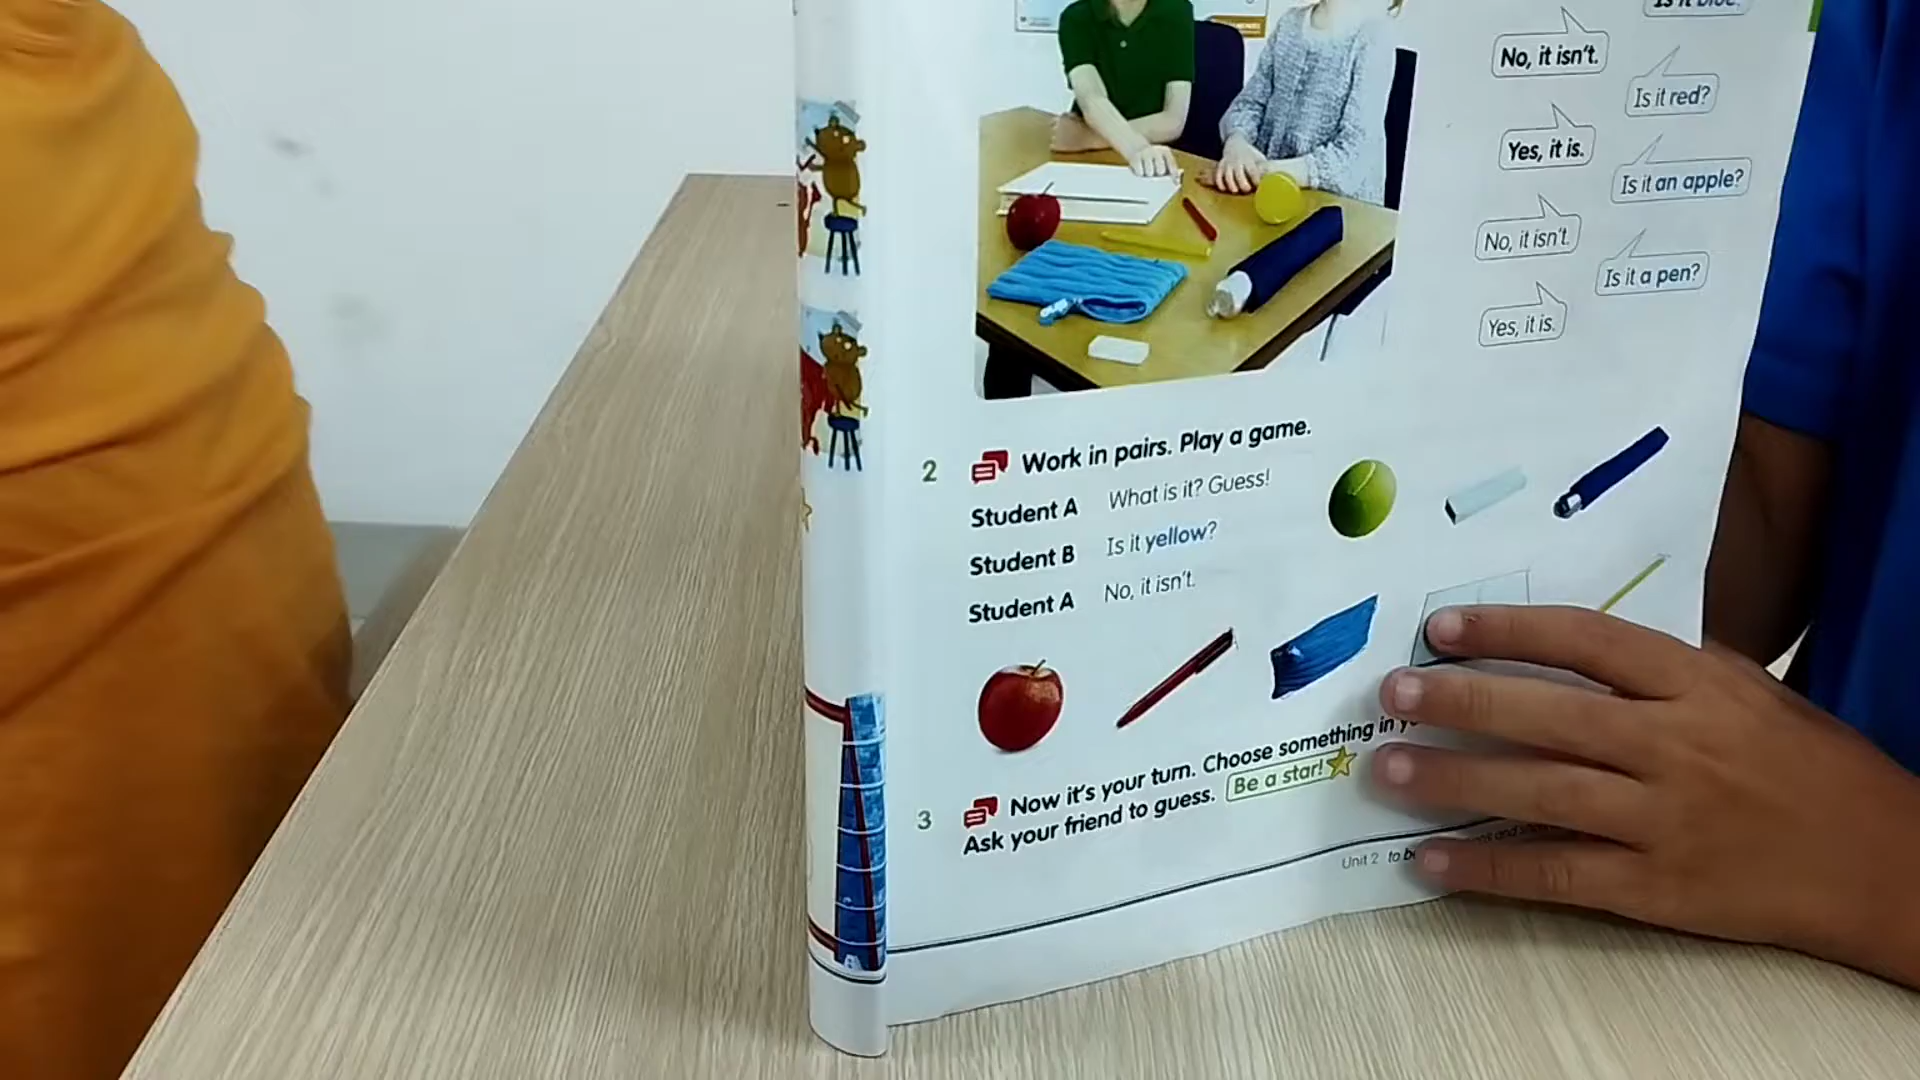 No, it isn't.
Is it red?
Yes, it is.
Is it an apple?
No, it isn't.
Is it a pen?
Yes, it is.
2 Work in pairs. Play a game.
Student A What is it? Guess!
Student B Is it yellow?
Student A No, it isn't.
3 Now it's your turn. Choose something in
Ask your friend to guess. Be a star!
Unit 2 to